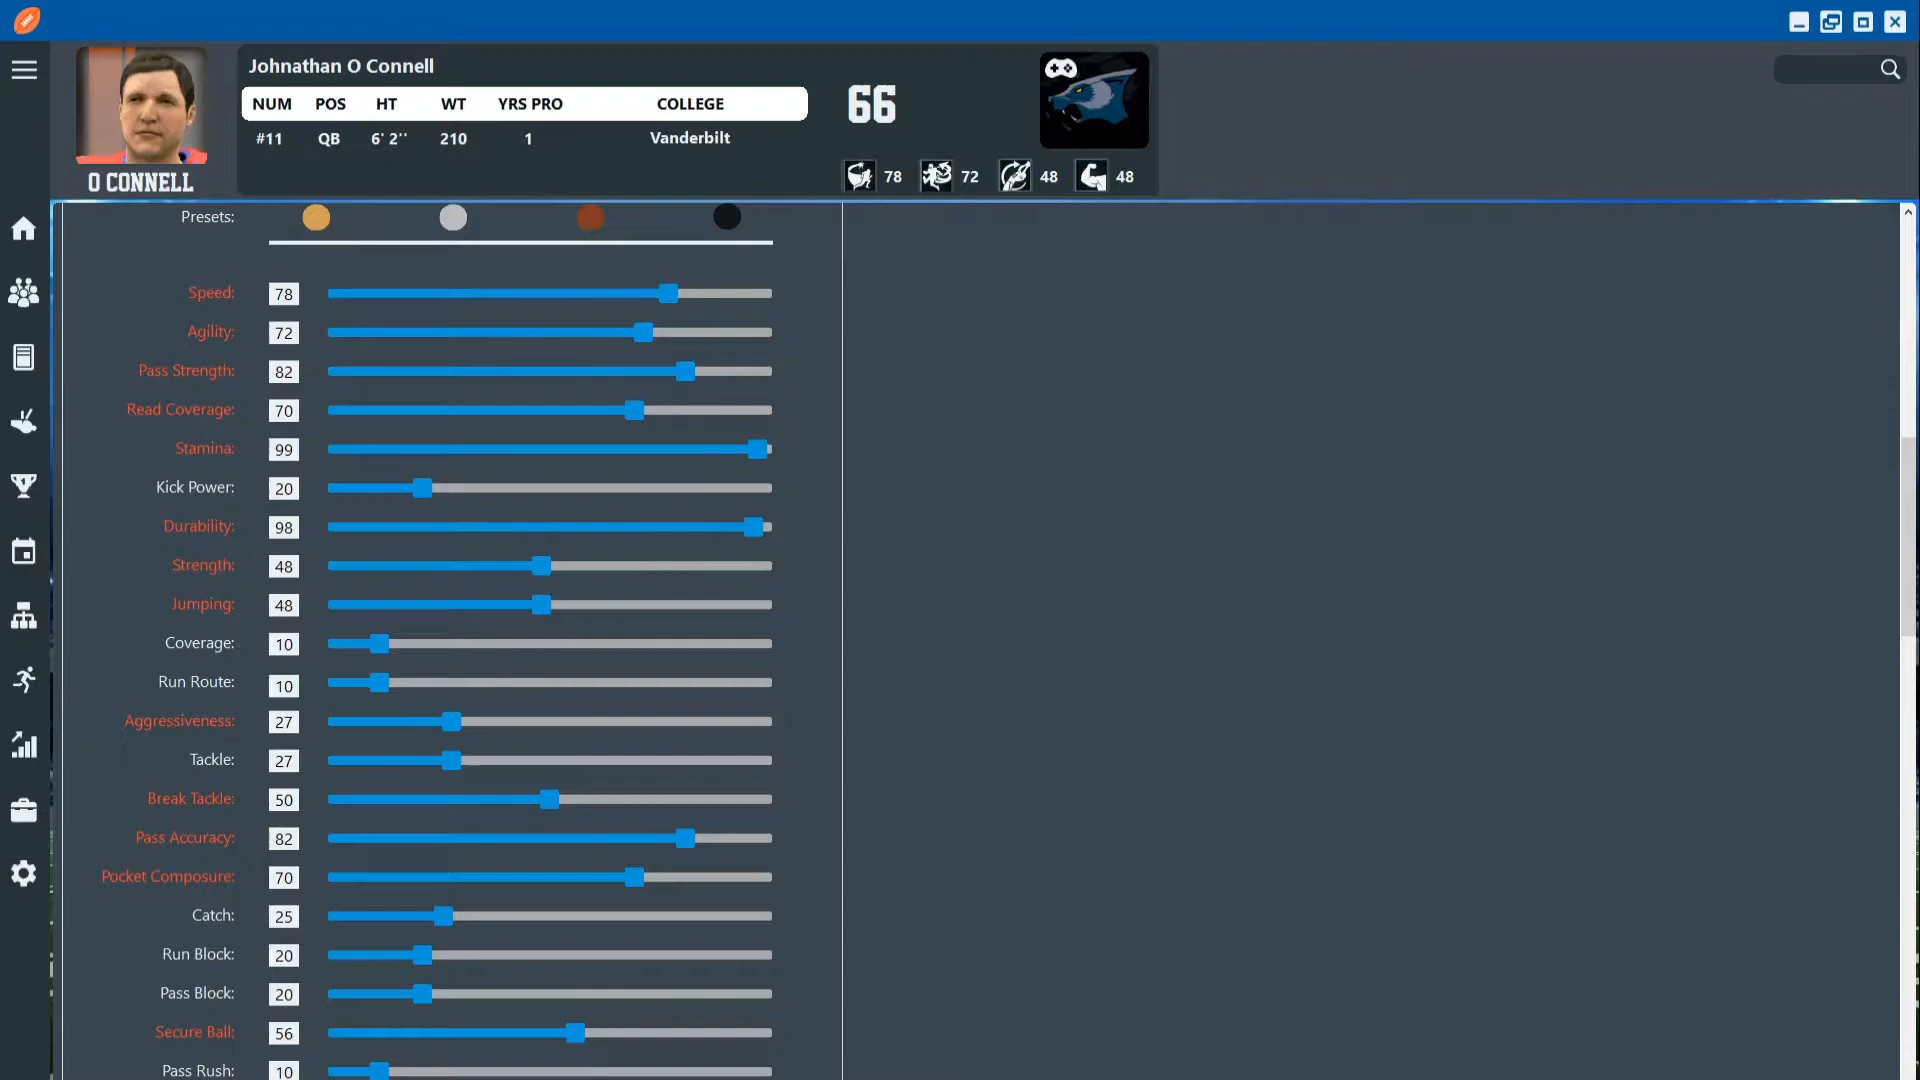 Johnathan O Connell
NUM POS HT WT YRS PRO COLLEGE
#11 QB 6' 2'' 210 1 Vanderbilt
66
O CONNELL
78 72 48 48
Presets:
Speed: 78
Agility: 72
Pass Strength: 82
Read Coverage: 70
Stamina: 99
Kick Power: 20
Durability: 98
Strength: 48
Jumping: 48
Coverage: 10
Run Route: 10
Aggressiveness: 27
Tackle: 27
Break Tackle: 50
Pass Accuracy: 82
Pocket Composure: 70
Catch: 25
Run Block: 20
Pass Block: 20
Secure Ball: 56
Pass Rush: 10